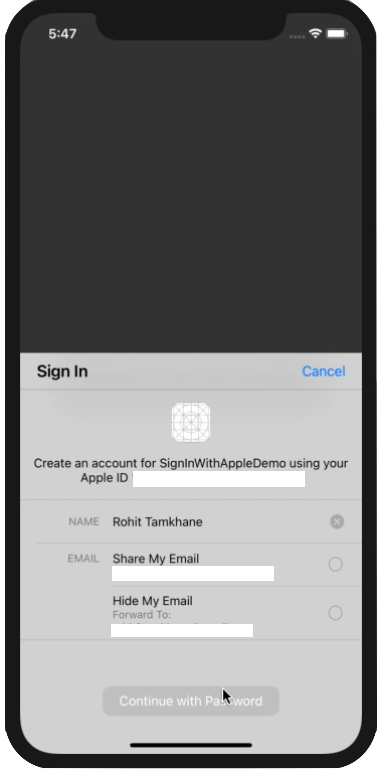 5:47
Sign In
Cancel
Create an account for SignInWithAppleDemo using your
Apple ID
NAME
Rohit Tamkhane
EMAIL
Share My Email
Hide My Email
Forward To:
Continue with Password